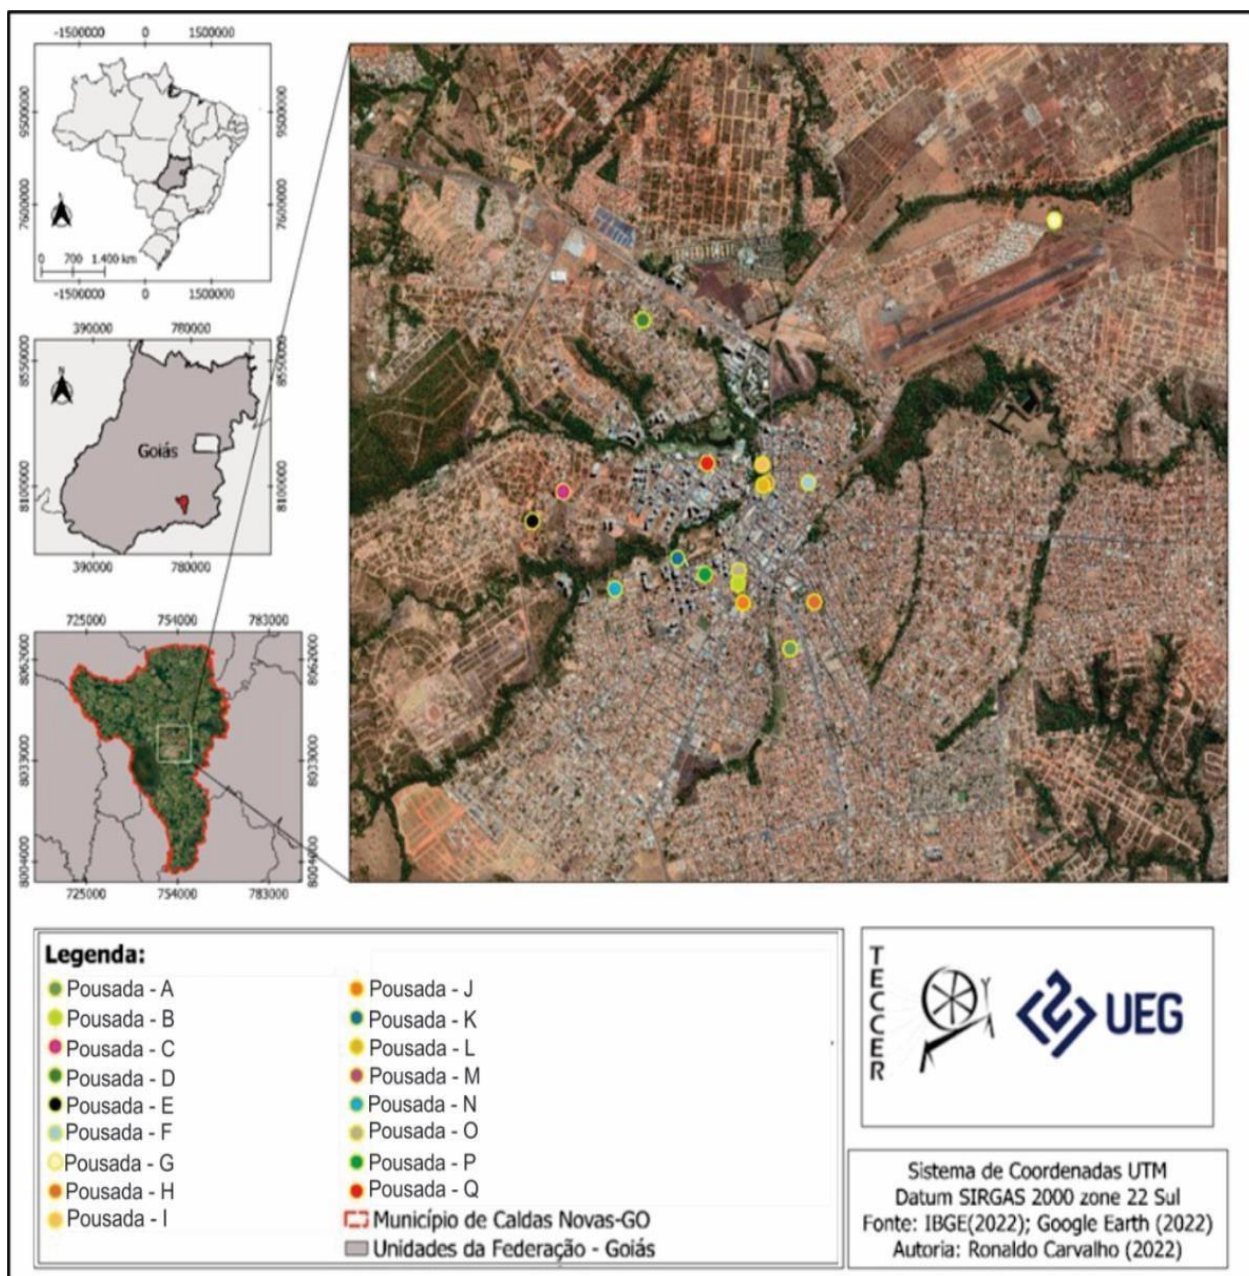 -1500000 0 1500000
9500000 9500000
7600000 7600000
N
0 700 1.400 km
-1500000 0 1500000
390000 780000
8550000 8550000
N
Goiás
8100000 8100000
390000 780000
725000 754000 783000
8062000 8062000
8033000 8033000
8004000 8004000
725000 754000 783000
Legenda:
Pousada - A
Pousada - B
Pousada - C
Pousada - D
Pousada - E
Pousada - F
Pousada - G
Pousada - H
Pousada - I
Pousada - J
Pousada - K
Pousada - L
Pousada - M
Pousada - N
Pousada - O
Pousada - P
Pousada - Q
Município de Caldas Novas-GO
Unidades da Federação - Goiás
TECCER
UEG
Sistema de Coordenadas UTM
Datum SIRGAS 2000 zone 22 Sul
Fonte: IBGE(2022); Google Earth (2022)
Autoria: Ronaldo Carvalho (2022)